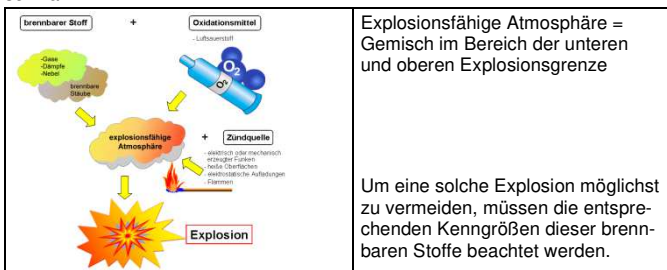 brennbarer Stoff + Oxidationsmittel
- Luftsauerstoff
-Gase
-Dämpfe
-Nebel
brennbare
Stäube
O2
O2
explosionsfähige
Atmosphäre
+ Zündquelle
- elektrisch oder mechanisch
erzeugter Funken
- heiße Oberflächen
- elektrostatische Aufladungen
- Flammen
Explosion
Explosionsfähige Atmosphäre =
Gemisch im Bereich der unteren
und oberen Explosionsgrenze
Um eine solche Explosion möglichst
zu vermeiden, müssen die entspre-
chenden Kenngrößen dieser brenn-
baren Stoffe beachtet werden.